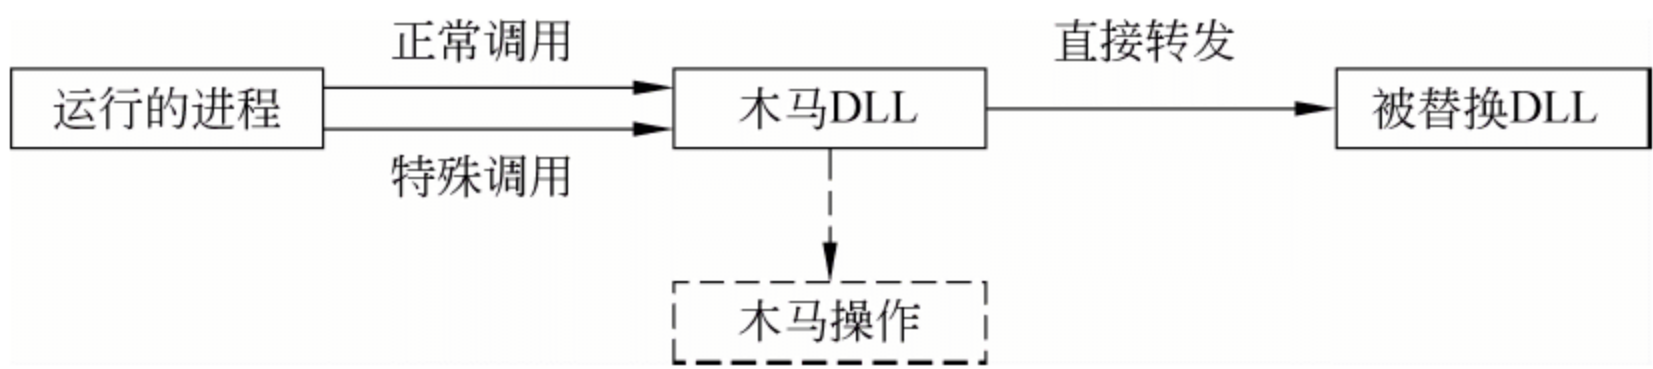 正常调用
直接转发
运行的进程
木马DLL
被替换DLL
特殊调用
木马操作